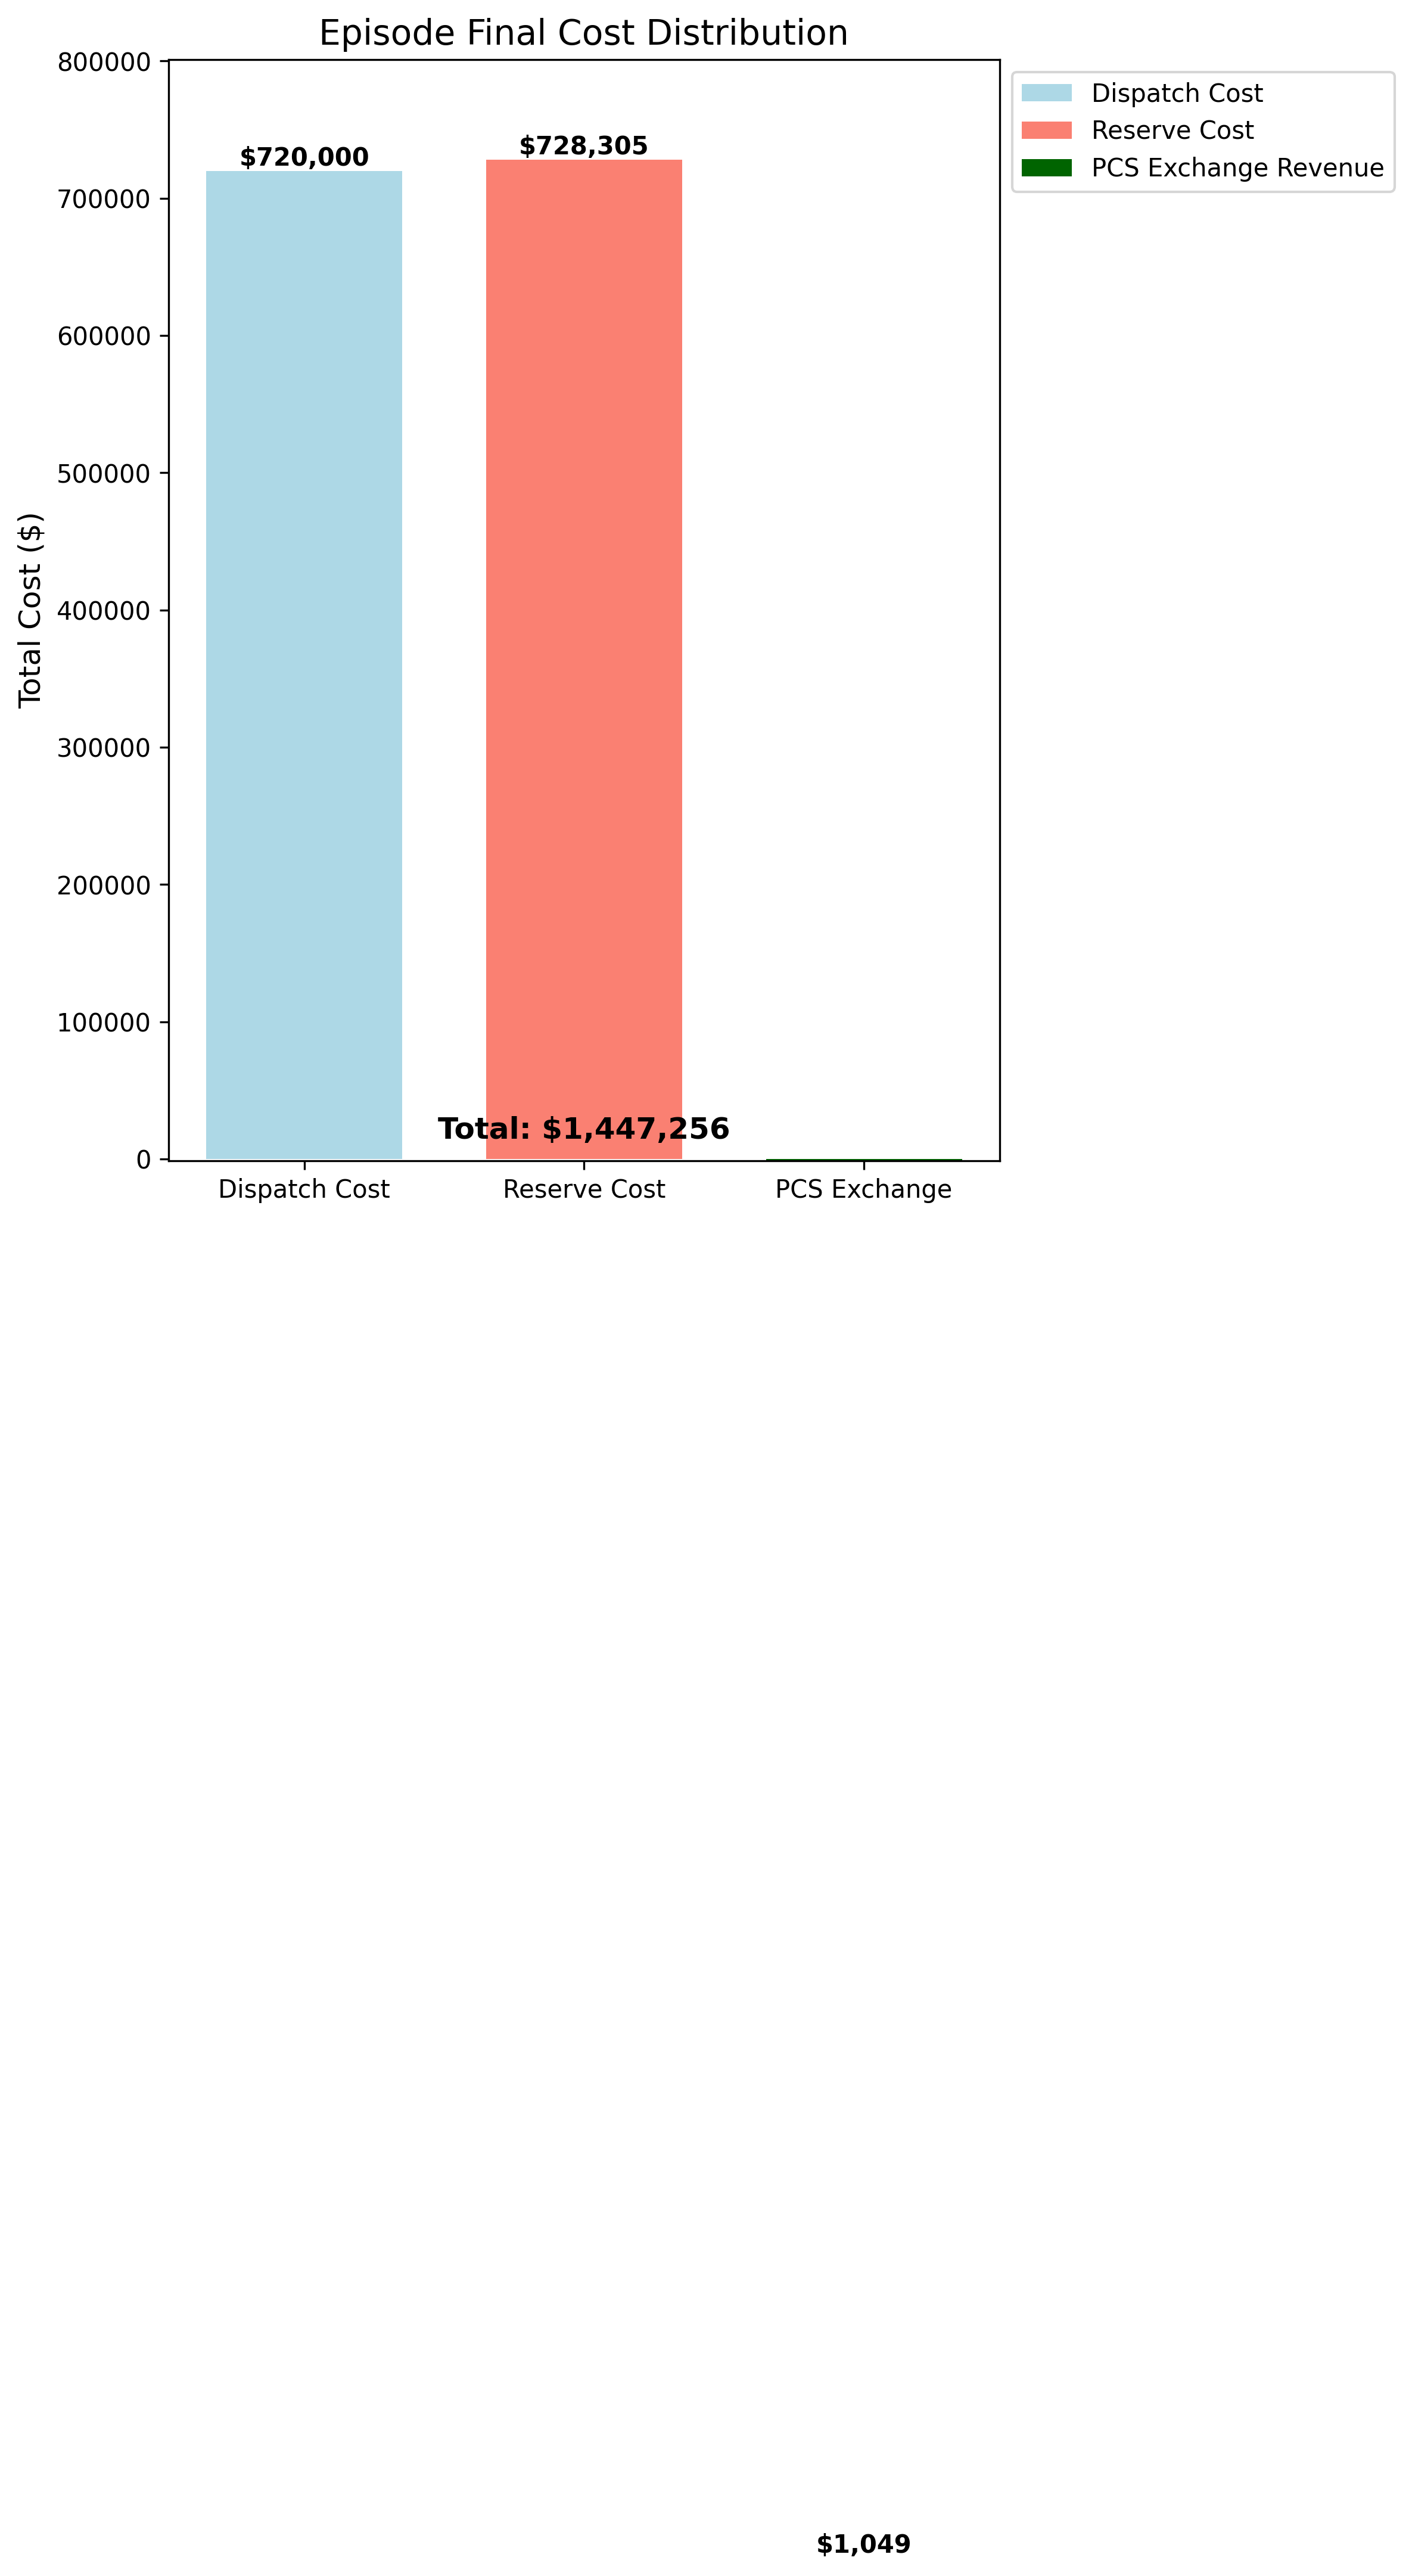 Episode Final Cost Distribution
Total Cost ($)
800000
700000
600000
500000
400000
300000
200000
100000
0
$720,000
$728,305
Total: $1,447,256
Dispatch Cost
Reserve Cost
PCS Exchange
Dispatch Cost
Reserve Cost
PCS Exchange Revenue
$1,049